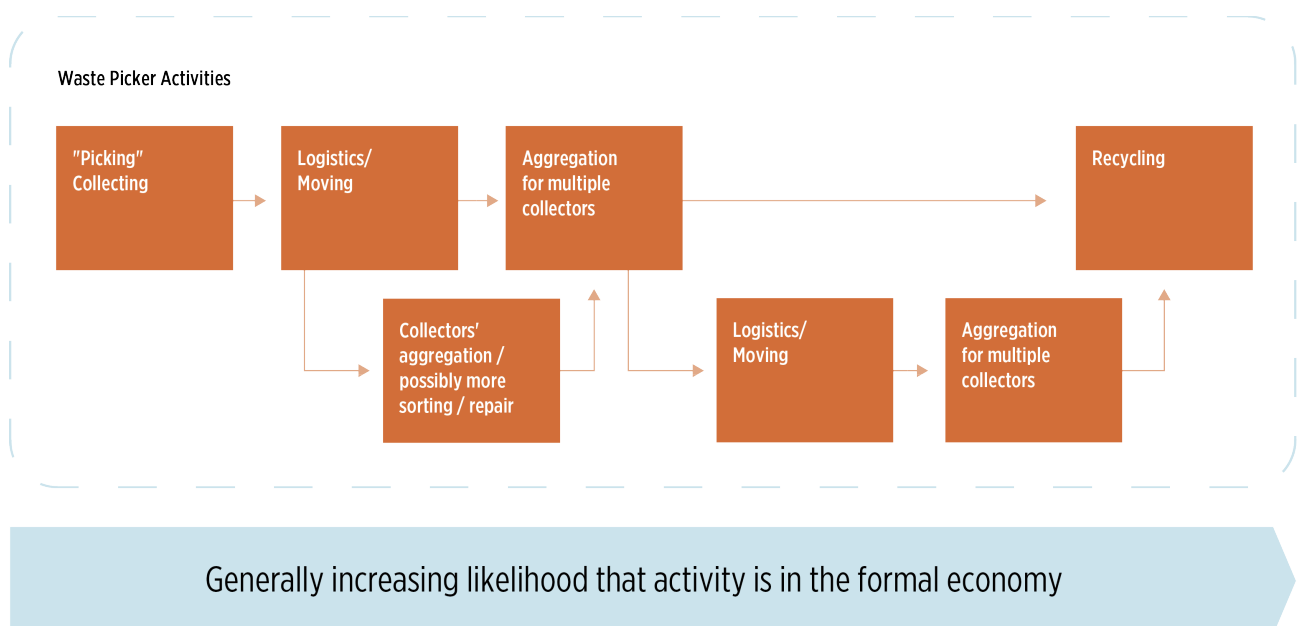 Waste Picker Activities
"Picking"
Collecting
Logistics/
Moving
Aggregation
for multiple
collectors
Recycling
Collectors'
aggregation /
possibly more
sorting / repair
Logistics/
Moving
Aggregation
for multiple
collectors
Generally increasing likelihood that activity is in the formal economy